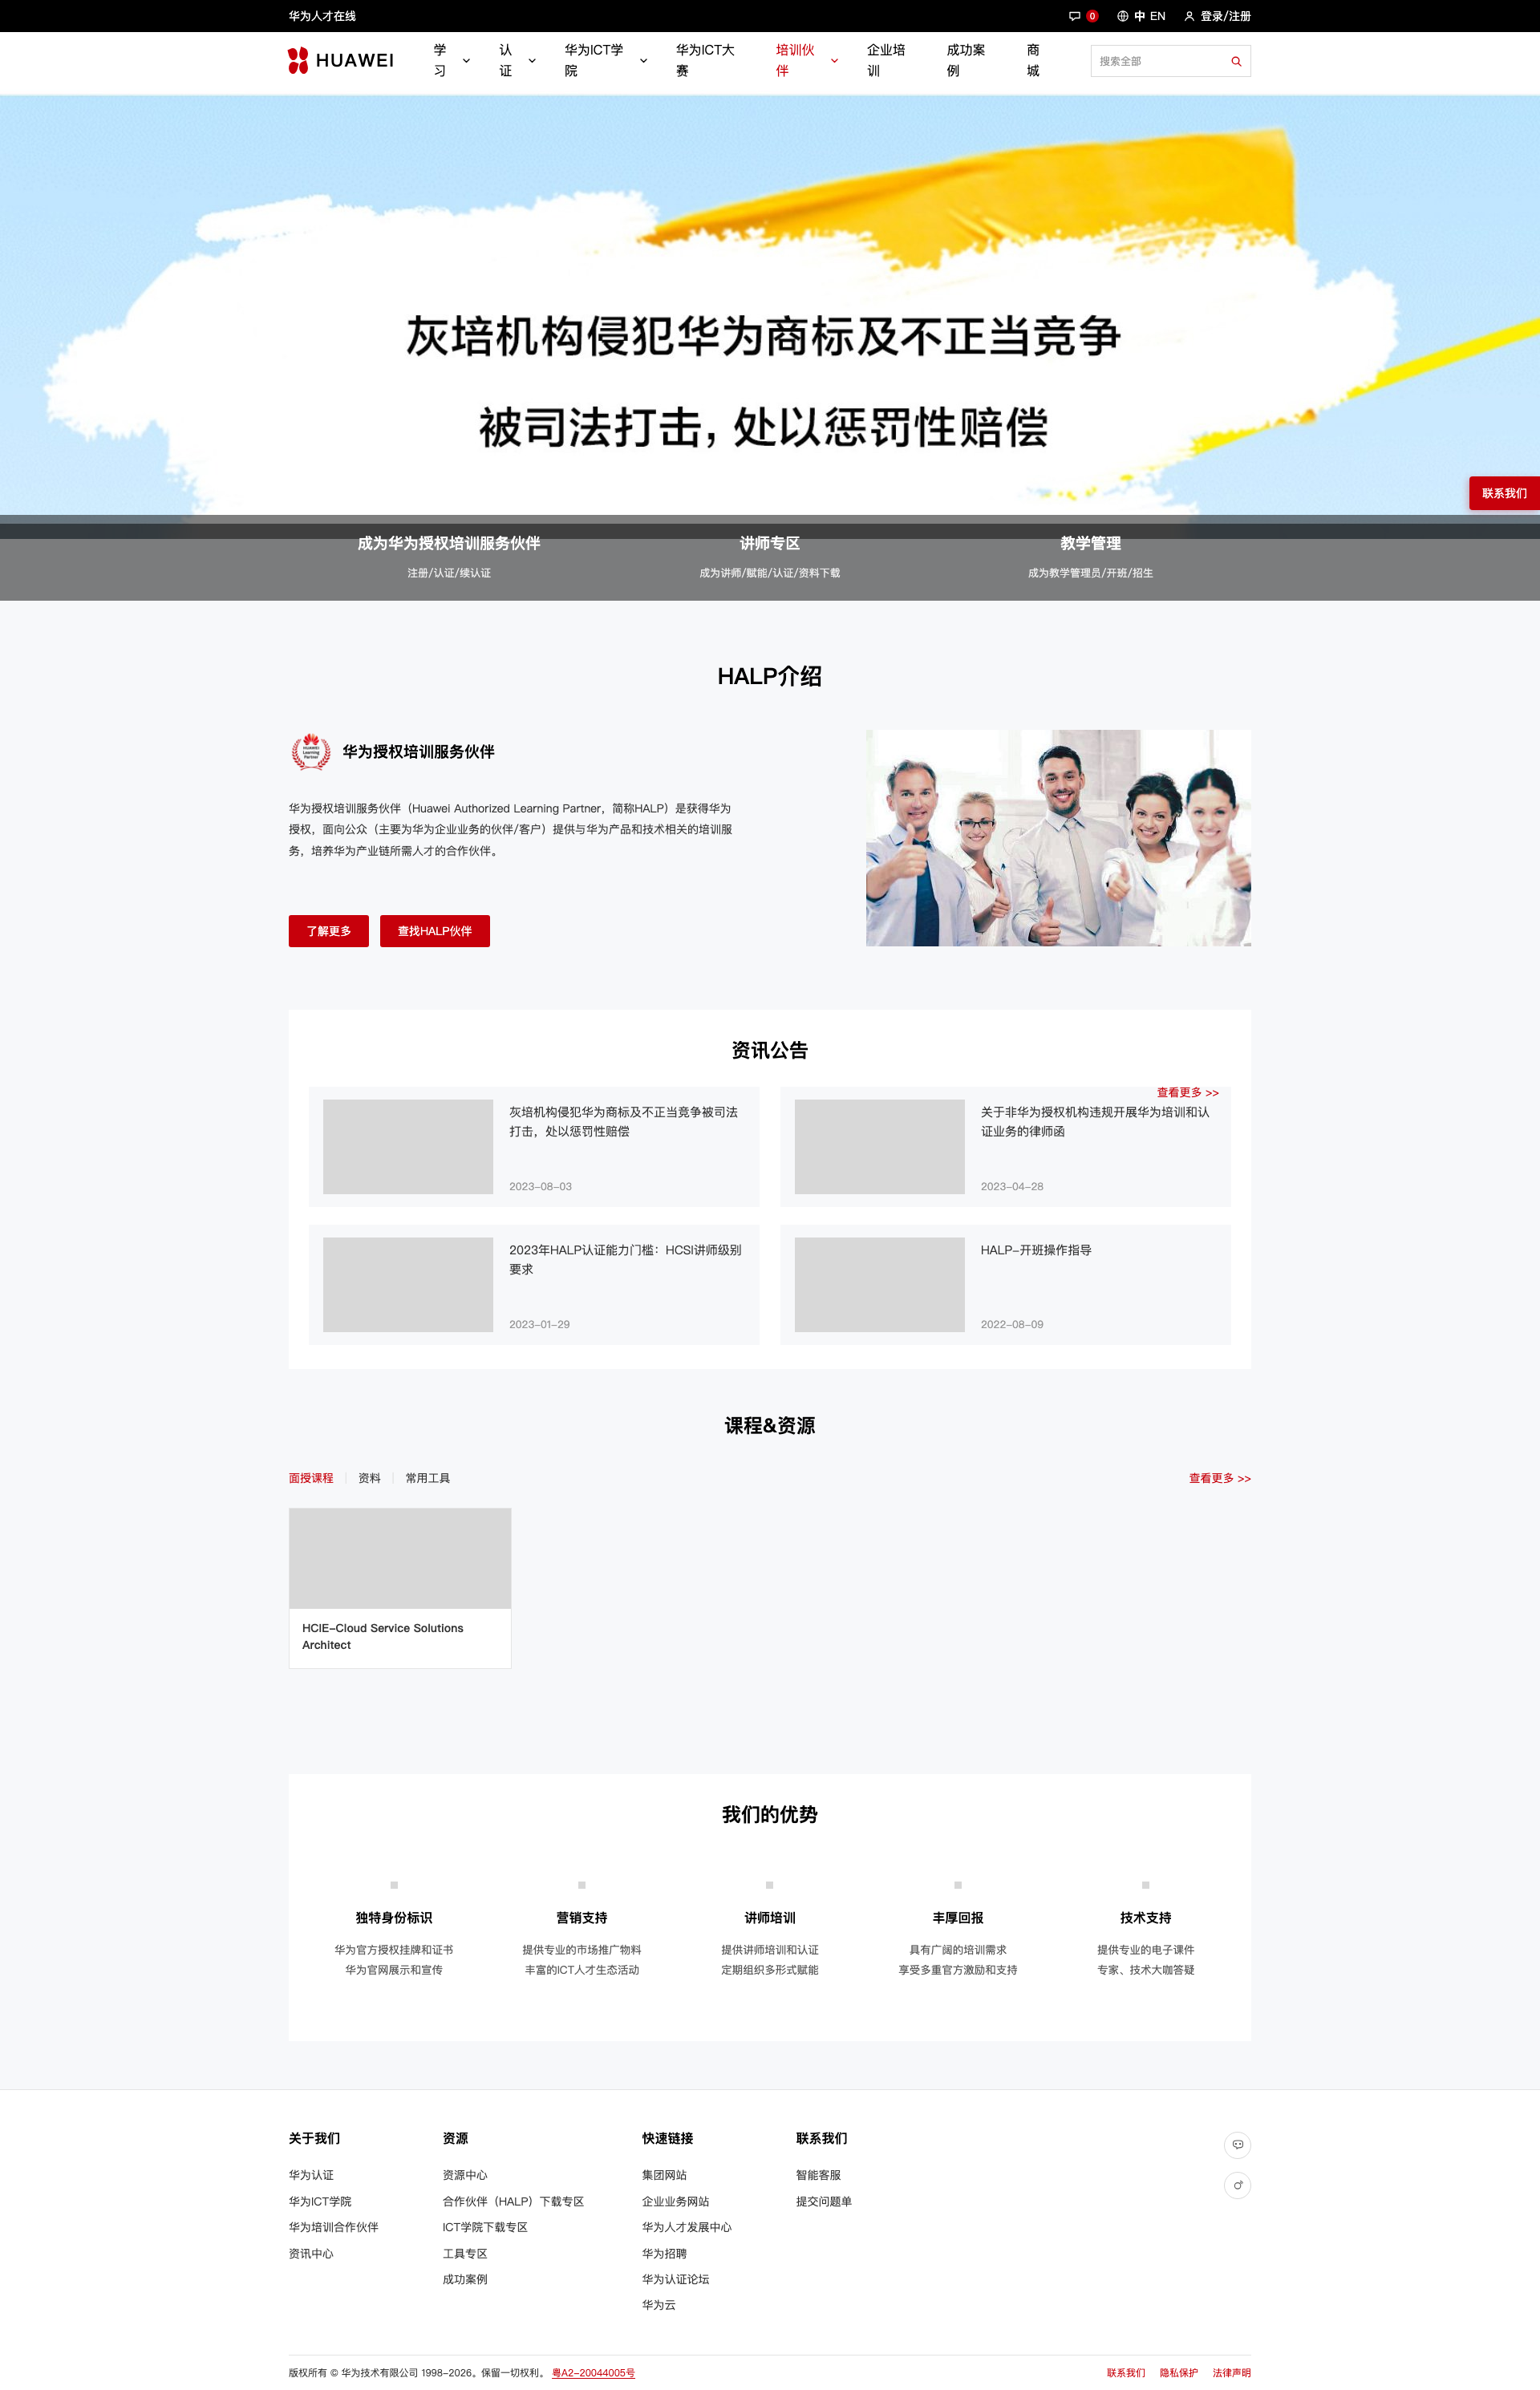 华为人才在线
0
中 EN
登录/注册
HUAWEI
学习
认证
华为ICT学院
华为ICT大赛
培训伙伴
企业培训
成功案例
商城
搜索全部
灰培机构侵犯华为商标及不正当竞争
被司法打击,处以惩罚性赔偿
联系我们
成为华为授权培训服务伙伴
注册/认证/续认证
讲师专区
成为讲师/赋能/认证/资料下载
教学管理
成为教学管理员/开班/招生
HALP介绍
HUAWEI
Learning
Partner
华为授权培训服务伙伴
华为授权培训服务伙伴（Huawei Authorized Learning Partner，简称HALP）是获得华为
授权，面向公众（主要为华为企业业务的伙伴/客户）提供与华为产品和技术相关的培训服
务，培养华为产业链所需人才的合作伙伴。
了解更多
查找HALP伙伴
资讯公告
查看更多 >>
灰培机构侵犯华为商标及不正当竞争被司法
打击，处以惩罚性赔偿
2023-08-03
关于非华为授权机构违规开展华为培训和认
证业务的律师函
2023-04-28
2023年HALP认证能力门槛：HCSI讲师级别
要求
2023-01-29
HALP-开班操作指导
2022-08-09
课程&资源
面授课程
资料
常用工具
查看更多 >>
HCIE-Cloud Service Solutions
Architect
我们的优势
独特身份标识
华为官方授权挂牌和证书
华为官网展示和宣传
营销支持
提供专业的市场推广物料
丰富的ICT人才生态活动
讲师培训
提供讲师培训和认证
定期组织多形式赋能
丰厚回报
具有广阔的培训需求
享受多重官方激励和支持
技术支持
提供专业的电子课件
专家、技术大咖答疑
关于我们
华为认证
华为ICT学院
华为培训合作伙伴
资讯中心
资源
资源中心
合作伙伴（HALP）下载专区
ICT学院下载专区
工具专区
成功案例
快速链接
集团网站
企业业务网站
华为人才发展中心
华为招聘
华为认证论坛
华为云
联系我们
智能客服
提交问题单
版权所有 © 华为技术有限公司 1998-2026。保留一切权利。 粤A2-20044005号
联系我们
隐私保护
法律声明